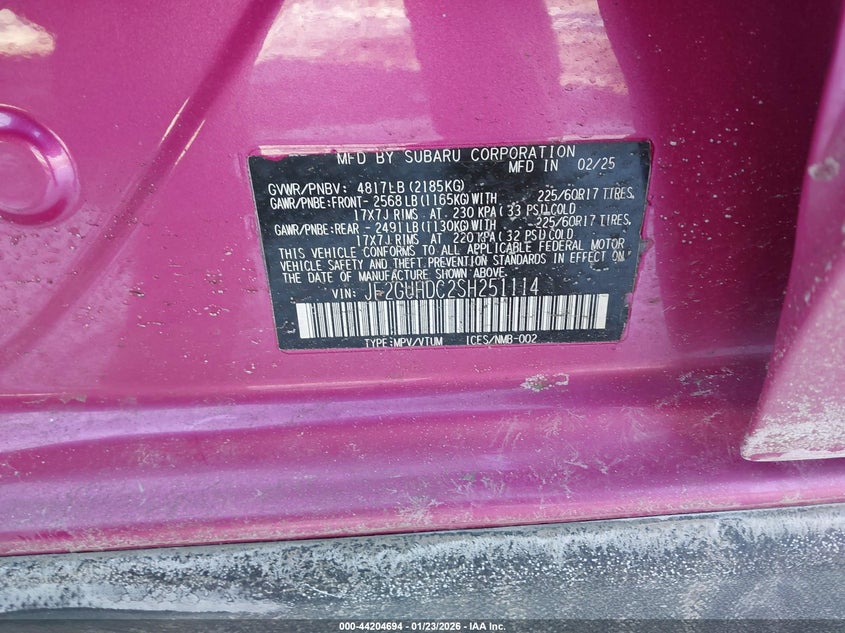 MFD BY SUBARU CORPORATION
MFD IN 02/25
GVWR/PNBV: 4817LB(2185KG)
GAWR/PNBE:FRONT- 2568LB(1165KG)WITH 225/60R17 TIRES,
17X7J RIMS AT 230 KPA(33 PSI)COLD
GAWR/PNBE:REAR - 2491LB(1130KG)WITH 225/60R17 TIRES,
17X7J RIMS AT 220 KPA(32 PSI)COLD
THIS VEHICLE CONFORMS TO ALL APPLICABLE FEDERAL MOTOR
VEHICLE SAFETY AND THEFT PREVENTION STANDARDS IN EFFECT ON
THE DATE OF MANUFACTURE SHOWN ABOVE.
VIN: JF2GUHDC2SH251114
TYPE:MPV/VTUM ICES/NMB-002
000-44204694 | 01/23/2026 - IAA Inc.